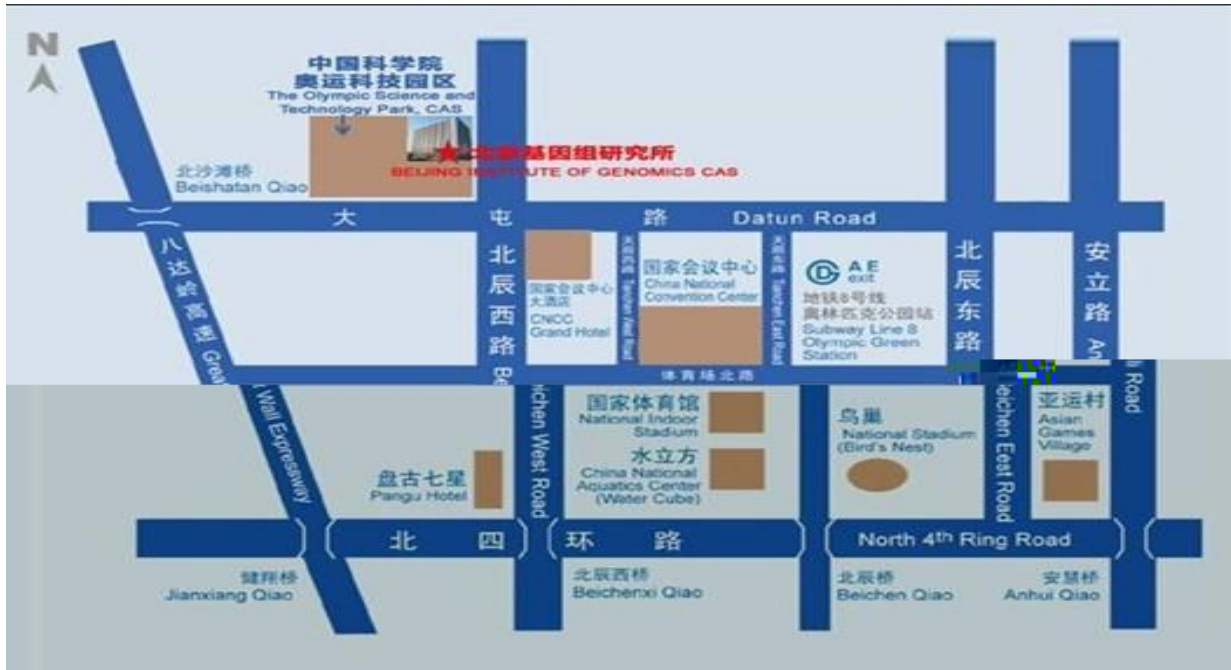 N
中国科学院
奥运科技园区
The Olympic Science and
Technology Park, CAS
北京基因组研究所
BEIJING INSTITUTE OF GENOMICS CAS
北沙滩桥
Beishatan Qiao
大 屯 路 Datun Road
八达岭高速 Great Wall Expressway
北辰西路 Beichen West Road
国家会议中心
大酒店
CNCC
Grand Hotel
天辰西路 Tianchen West Road
国家会议中心
China National
Convention Center
天辰东路 Tianchen East Road
A E
exit
地铁8号线
奥林匹克公园站
Subway Line 8
Olympic Green
Station
北辰东路 Beichen Eest Road
安立路 Anli Road
体育场北路
国家体育馆
National Indoor
Stadium
水立方
China National
Aquatics Center
(Water Cube)
盘古七星
Pangu Hotel
鸟巢
National Stadium
(Bird's Nest)
亚运村
Asian
Games
Village
北 四 环 路 North 4th Ring Road
健翔桥
Jianxiang Qiao
北辰西桥
Beichenxi Qiao
北辰桥
Beichen Qiao
安慧桥
Anhui Qiao